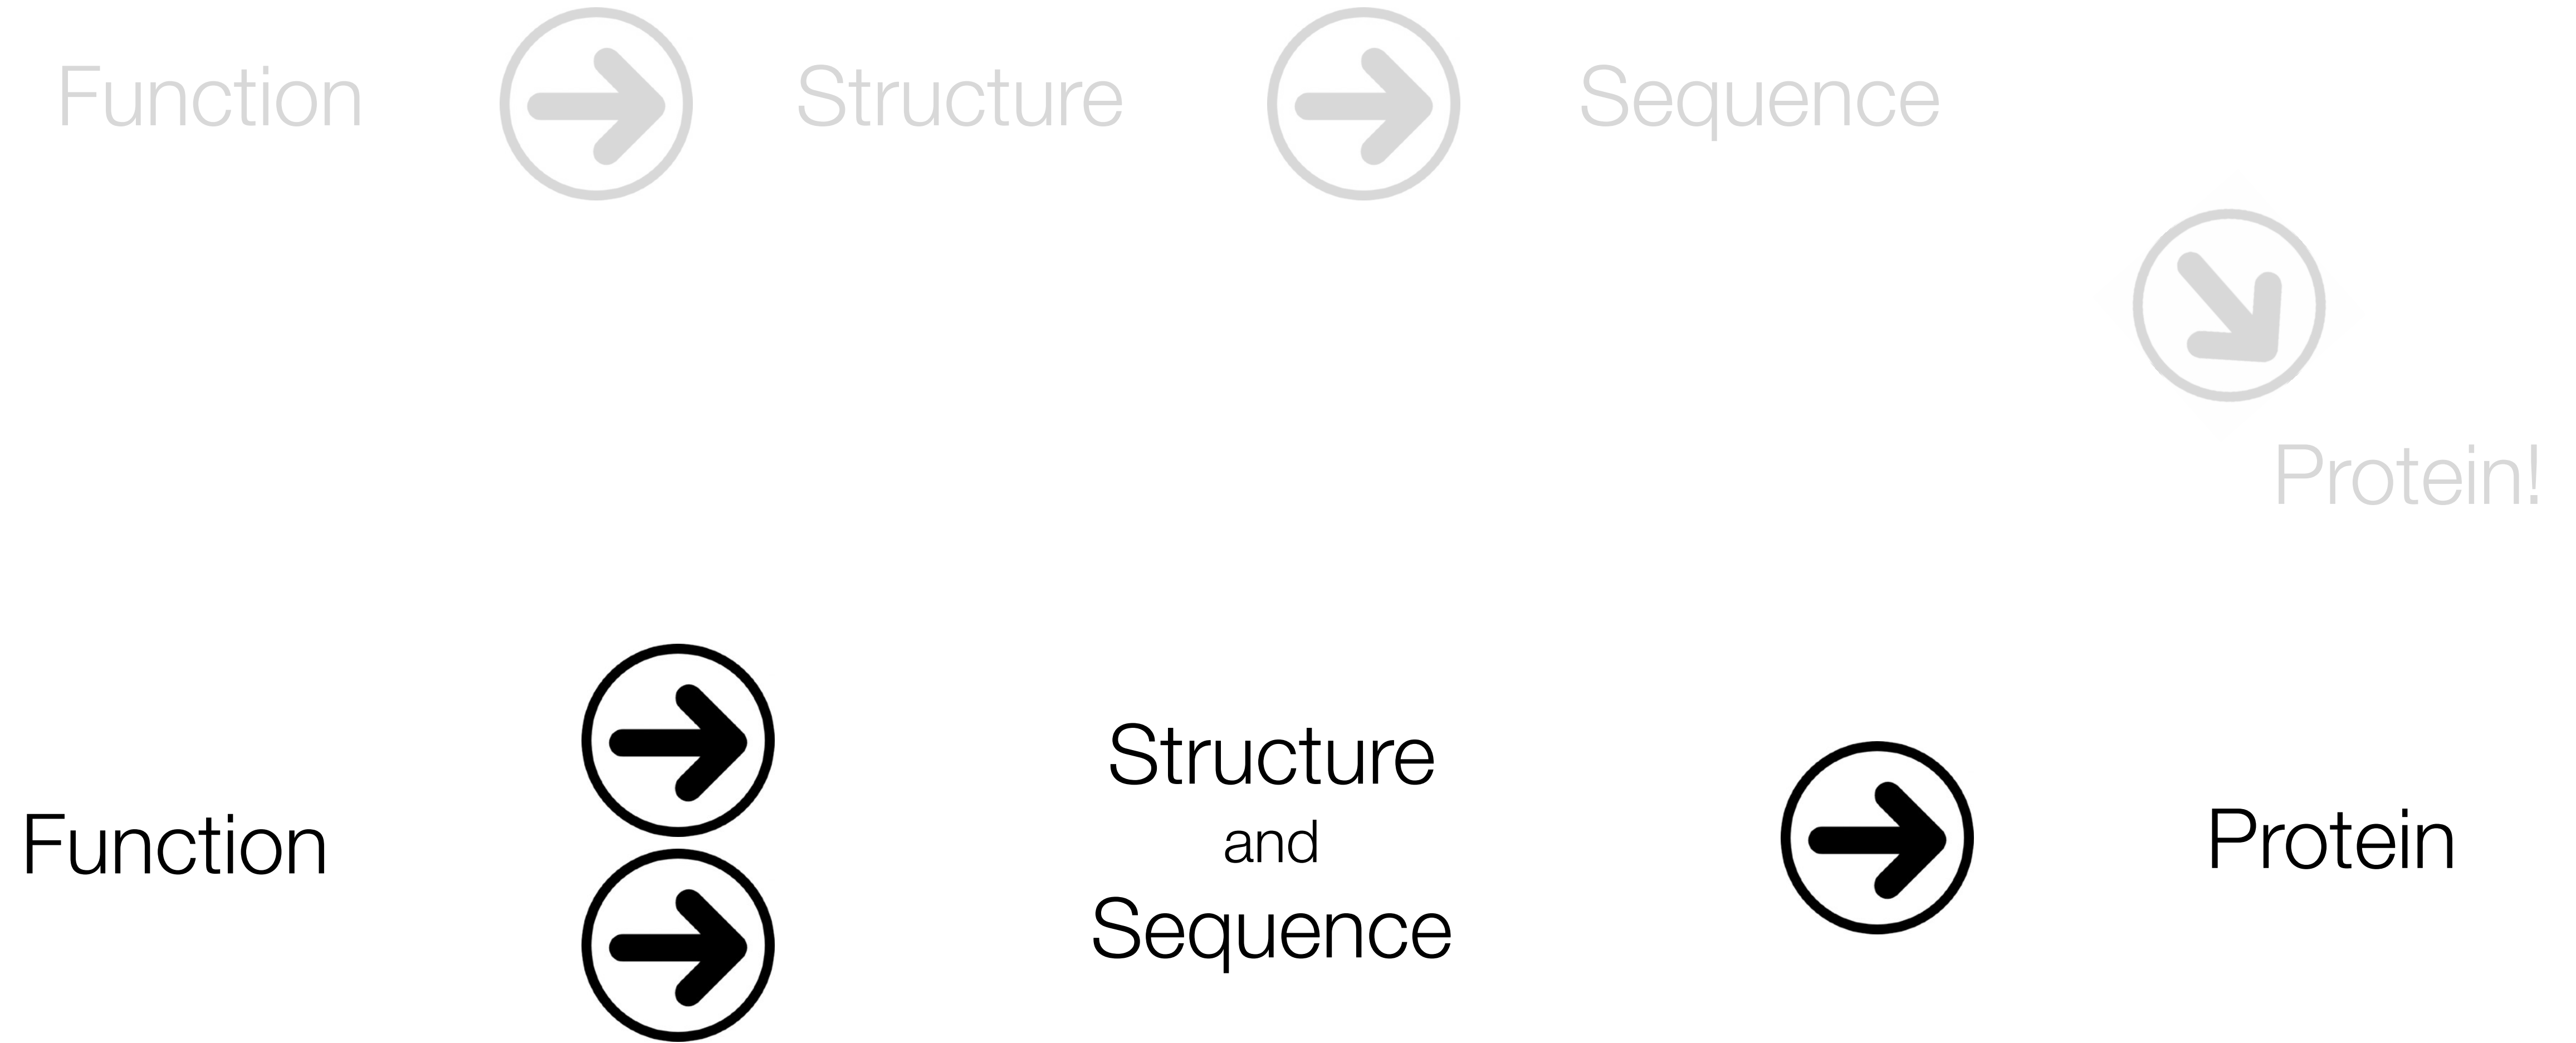 Function Structure Sequence
Protein!
Structure
and
Function Protein
Sequence